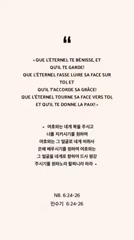 “
« QUE L'ÉTERNEL TE BÉNISSE, ET
QU'IL TE GARDE!
QUE L'ÉTERNEL FASSE LUIRE SA FACE SUR
TOI, ET
QU'IL T'ACCORDE SA GRÂCE!
QUE L'ÉTERNEL TOURNE SA FACE VERS TOI,
ET QU'IL TE DONNE LA PAIX! »
« 여호와는 네게 복을 주시고
너를 지키시기를 원하며
여호와는 그 얼굴로 네게 비취사
은혜 베푸시기를 원하며 여호와는
그 얼굴을 네게로 향하여 드사 평강
주시기를 원하노라 할찌니라 하라 »
NB. 6:24-26
민수기 6:24-26